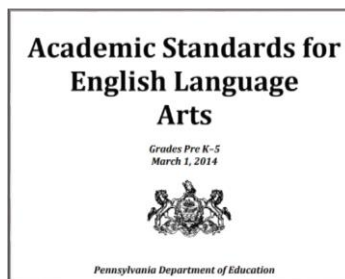 Academic Standards for
English Language
Arts
Grades Pre K–5
March 1, 2014
Pennsylvania Department of Education